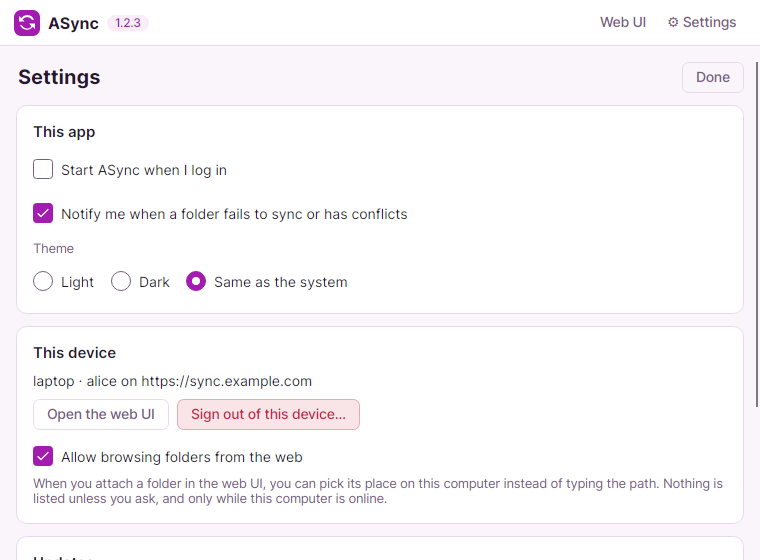 ASync 1.2.3 Web UI ⚙ Settings
Settings Done
This app
Start ASync when I log in
Notify me when a folder fails to sync or has conflicts
Theme
Light Dark Same as the system
This device
laptop · alice on https://sync.example.com
Open the web UI Sign out of this device...
Allow browsing folders from the web
When you attach a folder in the web UI, you can pick its place on this computer instead of typing the path. Nothing is
listed unless you ask, and only while this computer is online.